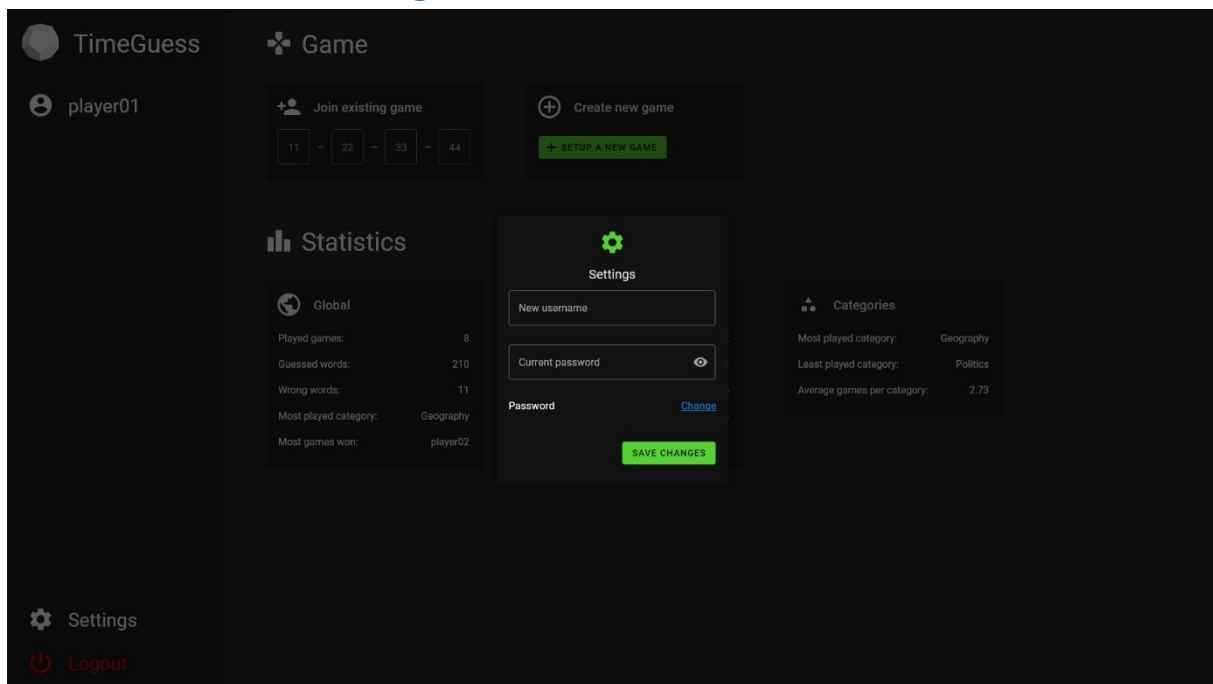 TimeGuess
player01
Game
Join existing game
11 - 22 - 33 - 44
Create new game
+ SETUP A NEW GAME
Statistics
Global
Played games: 8
Guessed words: 210
Wrong words: 11
Most played category: Geography
Most games won: player02
Settings
New username
Current password
Password Change
SAVE CHANGES
Categories
Most played category: Geography
Least played category: Politics
Average games per category: 2.73
Settings
Logout